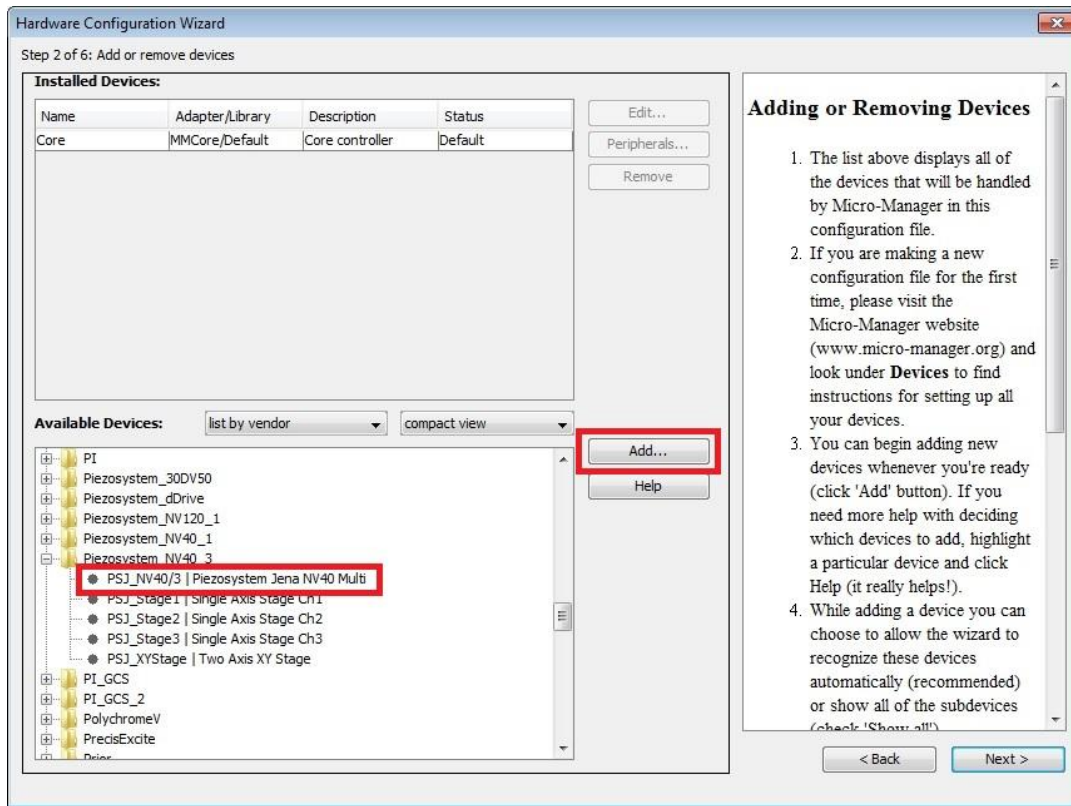 Hardware Configuration Wizard
Step 2 of 6: Add or remove devices
Installed Devices:
Name Adapter/Library Description Status
Core MMCore/Default Core controller Default
Edit...
Peripherals...
Remove
Available Devices: list by vendor compact view
PI
Piezosystem_30DV50
Piezosystem_dDrive
Piezosystem_NV120_1
Piezosystem_NV40_1
Piezosystem_NV40_3
PSJ_NV40/3 | Piezosystem Jena NV40 Multi
PSJ_Stage1 | Single Axis Stage Ch1
PSJ_Stage2 | Single Axis Stage Ch2
PSJ_Stage3 | Single Axis Stage Ch3
PSJ_XYStage | Two Axis XY Stage
PI_GCS
PI_GCS_2
PolychromeV
PrecisExcite
Prior
Add...
Help
Adding or Removing Devices
1. The list above displays all of
the devices that will be handled
by Micro-Manager in this
configuration file.
2. If you are making a new
configuration file for the first
time, please visit the
Micro-Manager website
(www.micro-manager.org) and
look under Devices to find
instructions for setting up all
your devices.
3. You can begin adding new
devices whenever you're ready
(click 'Add' button). If you
need more help with deciding
which devices to add, highlight
a particular device and click
Help (it really helps!).
4. While adding a device you can
choose to allow the wizard to
recognize these devices
automatically (recommended)
or show all of the subdevices
(check 'Show all')
< Back
Next >